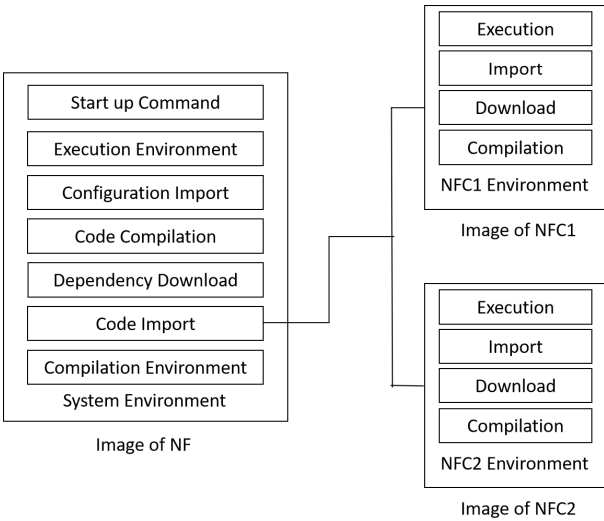 Start up Command
Execution Environment
Configuration Import
Code Compilation
Dependency Download
Code Import
Compilation Environment
System Environment
Image of NF
Execution
Import
Download
Compilation
NFC1 Environment
Image of NFC1
Execution
Import
Download
Compilation
NFC2 Environment
Image of NFC2